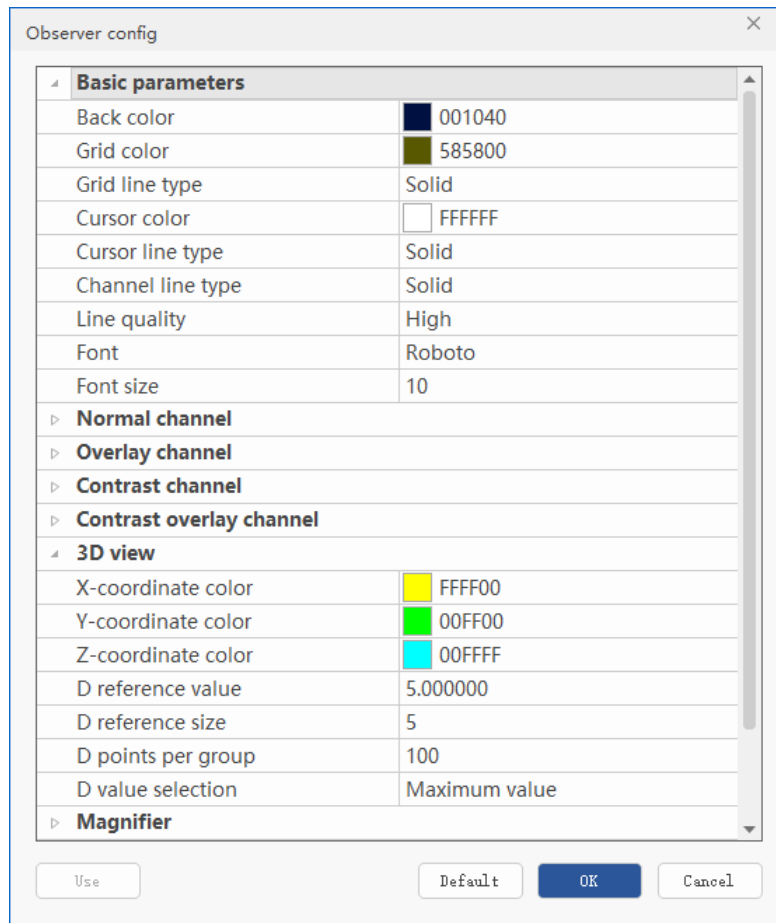 Observer config
Basic parameters
Back color 001040
Grid color 585800
Grid line type Solid
Cursor color FFFFFF
Cursor line type Solid
Channel line type Solid
Line quality High
Font Roboto
Font size 10
Normal channel
Overlay channel
Contrast channel
Contrast overlay channel
3D view
X-coordinate color FFFF00
Y-coordinate color 00FF00
Z-coordinate color 00FFFF
D reference value 5.000000
D reference size 5
D points per group 100
D value selection Maximum value
Magnifier
Use Default OK Cancel